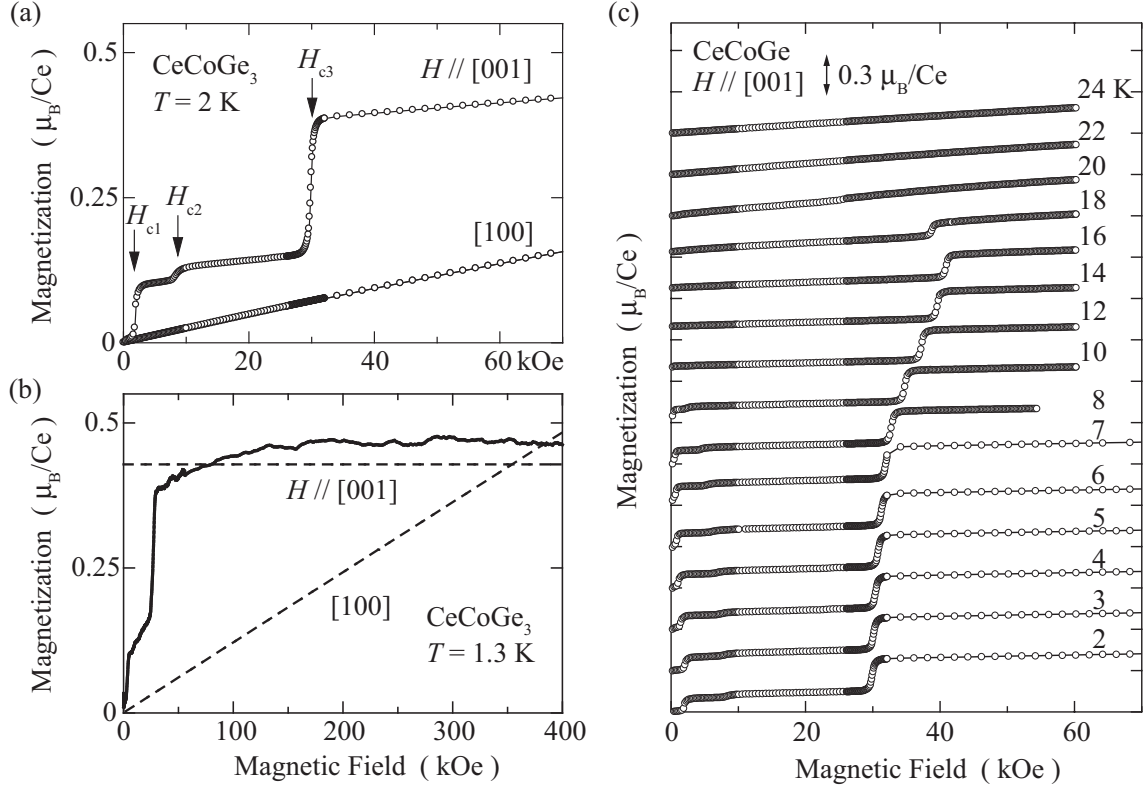 (a)
0.5
0.25
0
Magnetization ( μB/Ce)
CeCoGe3
T = 2 K
Hc1
Hc2
Hc3
H // [001]
[100]
0 20 40 60 kOe
(b)
0.5
0.25
0
Magnetization ( μB/Ce)
H // [001]
[100]
CeCoGe3
T = 1.3 K
0 100 200 300 400
Magnetic Field ( kOe)
(c)
CeCoGe
H // [001]
0.3 μB/Ce
Magnetization ( μB/Ce)
24 K
22
20
18
16
14
12
10
8
7
6
5
4
3
2
0 20 40 60
Magnetic Field ( kOe)